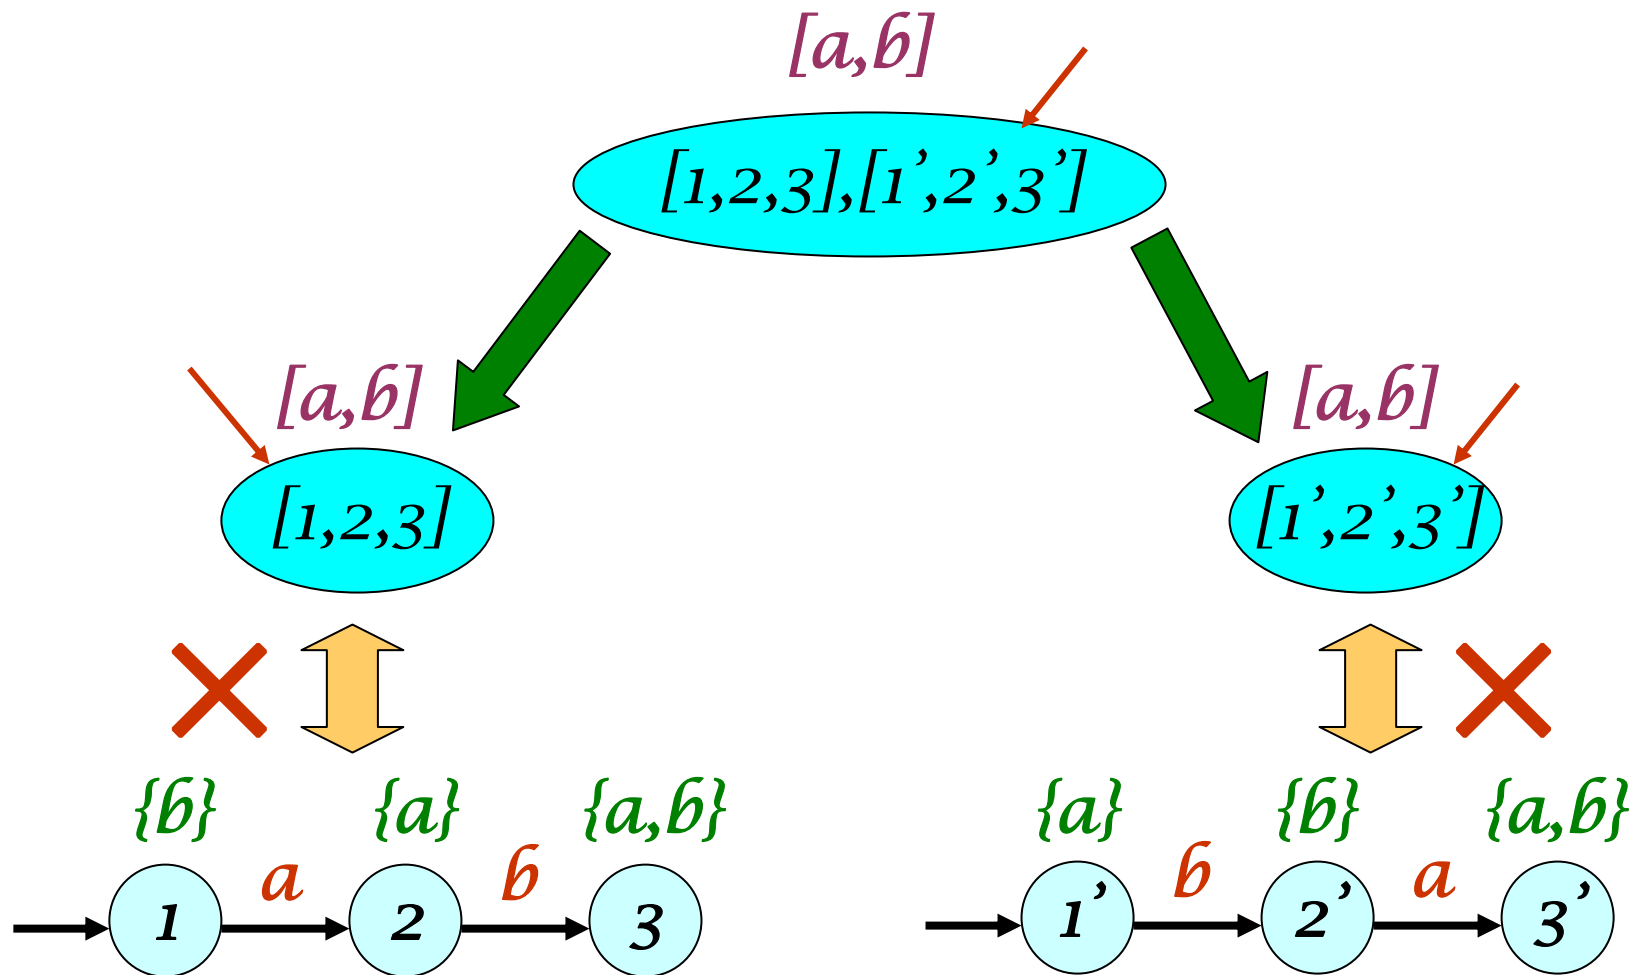 [a,b]
[1,2,3],[1’,2’,3’]
[a,b] [a,b]
[1,2,3] [1’,2’,3’]
{b} {a} {a,b} {a} {b} {a,b}
a b b a
1 2 3 1’ 2’ 3’